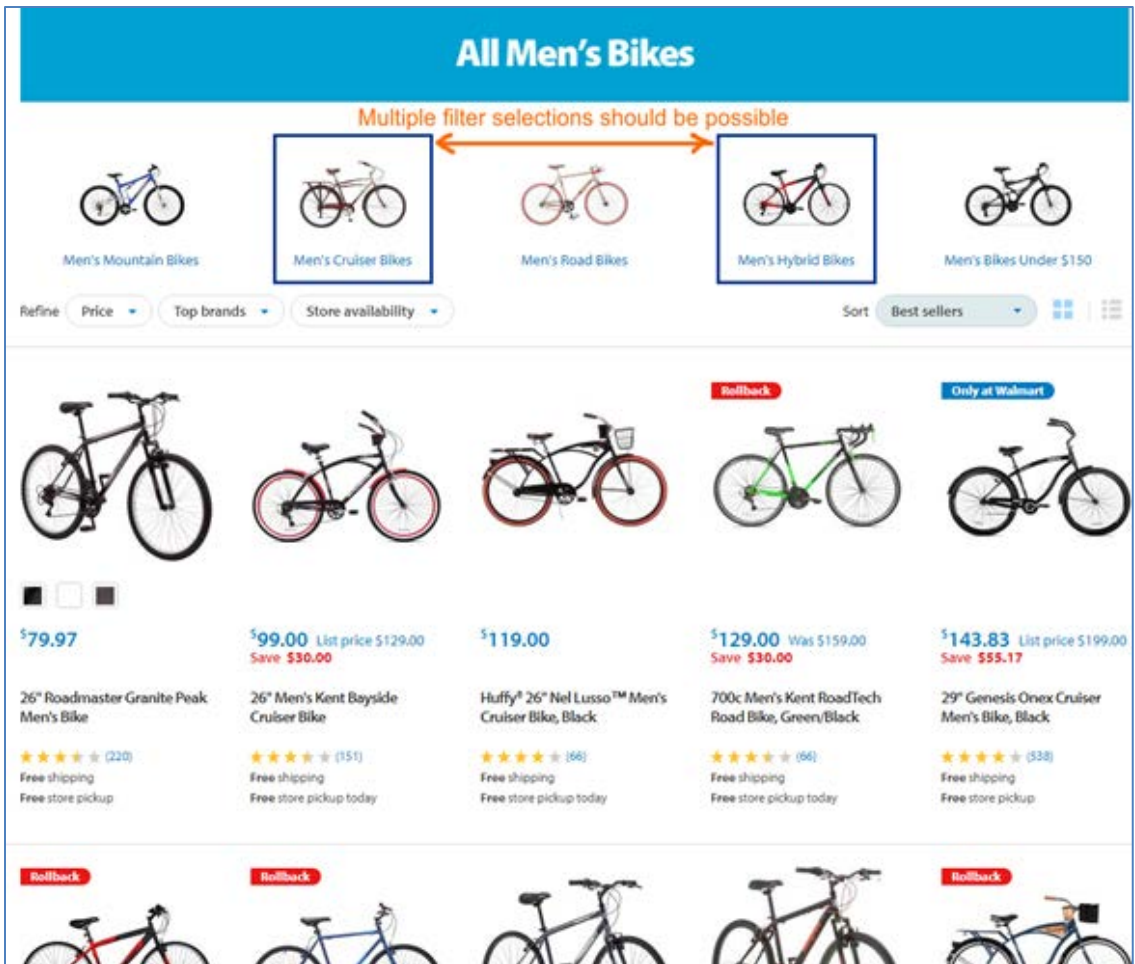 All Men's Bikes
Multiple filter selections should be possible
Men's Mountain Bikes
Men's Cruiser Bikes
Men's Road Bikes
Men's Hybrid Bikes
Men's Bikes Under $150
Refine Price Top brands Store availability Sort Best sellers
Rollback
Only at Walmart
$79.97
$99.00 List price $129.00
Save $30.00
$119.00
$129.00 Was $159.00
Save $30.00
$143.83 List price $199.00
Save $55.17
26" Roadmaster Granite Peak
Men's Bike
26" Men's Kent Bayside
Cruiser Bike
Huffy® 26" Nel Lusso™ Men's
Cruiser Bike, Black
700c Men's Kent RoadTech
Road Bike, Green/Black
29" Genesis Onex Cruiser
Men's Bike, Black
(220)
Free shipping
Free store pickup
(151)
Free shipping
Free store pickup today
(66)
Free shipping
Free store pickup today
(66)
Free shipping
Free store pickup today
(538)
Free shipping
Free store pickup
Rollback
Rollback
Rollback